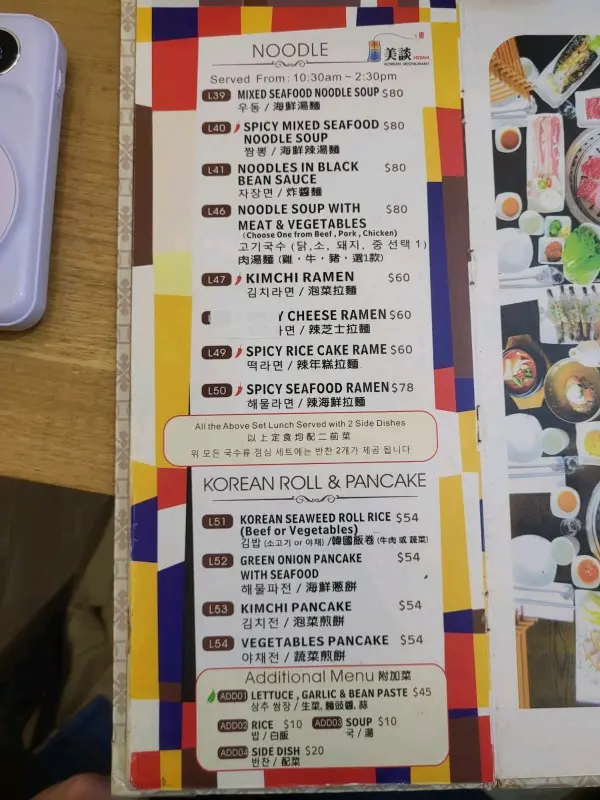 NOODLE
美談 MIDAM
KOREAN RESTAURANT
Served From: 10:30am ~ 2:30pm
L39 MIXED SEAFOOD NOODLE SOUP $80
우동 / 海鮮湯麵
L40 SPICY MIXED SEAFOOD $80
NOODLE SOUP
짬뽕 / 海鮮辣湯麵
L41 NOODLES IN BLACK $80
BEAN SAUCE
자장면 / 炸醬麵
L46 NOODLE SOUP WITH $80
MEAT & VEGETABLES
(Choose One from Beef, Pork, Chicken)
고기국수 (닭,소, 돼지, 중 선택 1)
肉湯麵 (雞・牛・豬・選1款)
L47 KIMCHI RAMEN $60
김치라면 / 泡菜拉麵
Y CHEESE RAMEN $60
라면 / 辣芝士拉麵
L49 SPICY RICE CAKE RAME $60
떡라면 / 辣年糕拉麵
L50 SPICY SEAFOOD RAMEN $78
해물라면 / 辣海鮮拉麵
All the Above Set Lunch Served with 2 Side Dishes
以上定食均配二前菜
위 모든 국수류 점심 세트에는 반찬 2개가 제공 됩니다
KOREAN ROLL & PANCAKE
L51 KOREAN SEAWEED ROLL RICE $54
(Beef or Vegetables)
김밥 (소고기 or 야채) /韓國飯卷 (牛肉 或 蔬菜)
L52 GREEN ONION PANCAKE $54
WITH SEAFOOD
해물파전 / 海鮮蔥餅
L53 KIMCHI PANCAKE $54
김치전 / 泡菜煎餅
L54 VEGETABLES PANCAKE $54
야채전 / 蔬菜煎餅
Additional Menu 附加菜
ADD01 LETTUCE , GARLIC & BEAN PASTE $45
상추 쌈장 / 生菜, 麵豉醬, 蒜
ADD02 RICE $10 ADD03 SOUP $10
밥 / 白飯 국 / 湯
ADD04 SIDE DISH $20
반찬 / 配菜